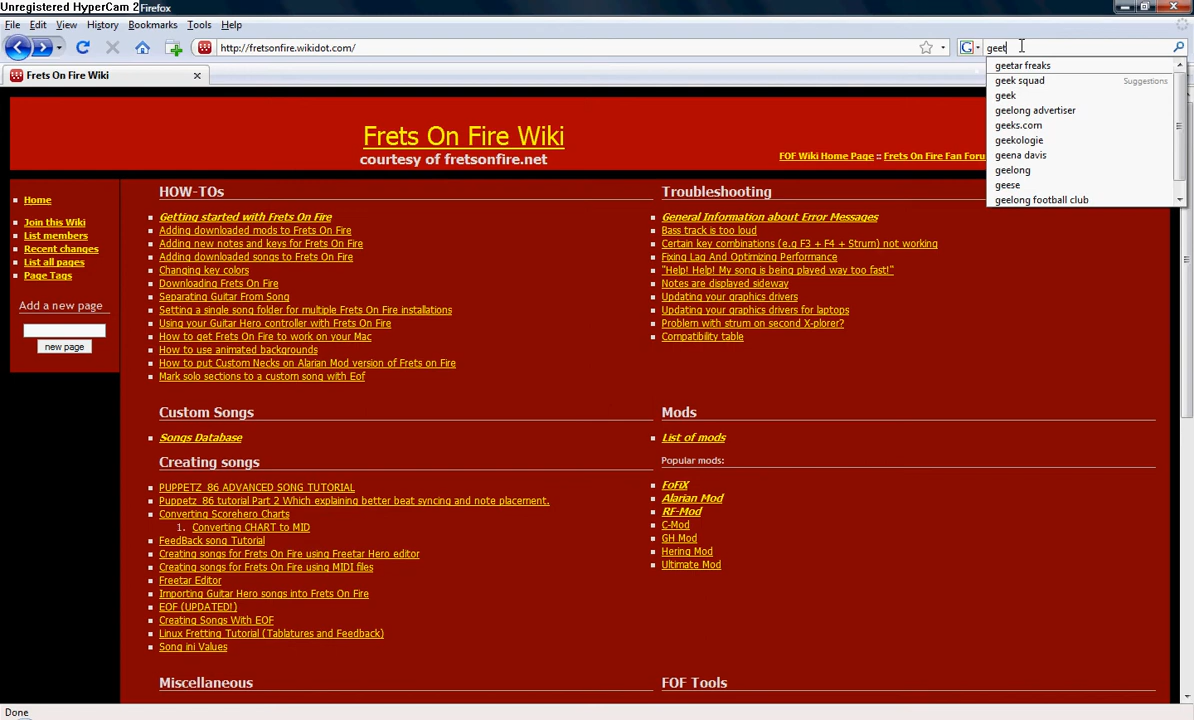 Unregistered HyperCam 2 Firefox
File Edit View History Bookmarks Tools Help
http://fretsonfire.wikidot.com/
G geet
Frets On Fire Wiki
geetar freaks
geek squad Suggestions
geek
geelong advertiser
geeks.com
geekologie
geena davis
geelong
geese
geelong football club
Frets On Fire Wiki
courtesy of fretsonfire.net
FOF Wiki Home Page :: Frets On Fire Fan Foru
Home
Join this Wiki
List members
Recent changes
List all pages
Page Tags
Add a new page
new page
HOW-TOs
Getting started with Frets On Fire
Adding downloaded mods to Frets On Fire
Adding new notes and keys for Frets On Fire
Adding downloaded songs to Frets On Fire
Changing key colors
Downloading Frets On Fire
Separating Guitar From Song
Setting a single song folder for multiple Frets On Fire installations
Using your Guitar Hero controller with Frets On Fire
How to get Frets On Fire to work on your Mac
How to use animated backgrounds
How to put Custom Necks on Alarian Mod version of Frets on Fire
Mark solo sections to a custom song with Eof
Troubleshooting
General Information about Error Messages
Bass track is too loud
Certain key combinations (e.g F3 + F4 + Strum) not working
Fixing Lag And Optimizing Performance
"Help! Help! My song is being played way too fast!"
Notes are displayed sideway
Updating your graphics drivers
Updating your graphics drivers for laptops
Problem with strum on second X-plorer?
Compatibility table
Custom Songs
Songs Database
Creating songs
PUPPETZ_86 ADVANCED SONG TUTORIAL
Puppetz_86 tutorial Part 2 Which explaining better beat syncing and note placement.
Converting Scorehero Charts
1. Converting CHART to MID
FeedBack song Tutorial
Creating songs for Frets On Fire using Freetar Hero editor
Creating songs for Frets On Fire using MIDI files
Freetar Editor
Importing Guitar Hero songs into Frets On Fire
EOF (UPDATED!)
Creating Songs With EOF
Linux Fretting Tutorial (Tablatures and Feedback)
Song ini Values
Mods
List of mods
Popular mods:
FoFiX
Alarian Mod
RF-Mod
C-Mod
GH Mod
Hering Mod
Ultimate Mod
Miscellaneous
FOF Tools
Done